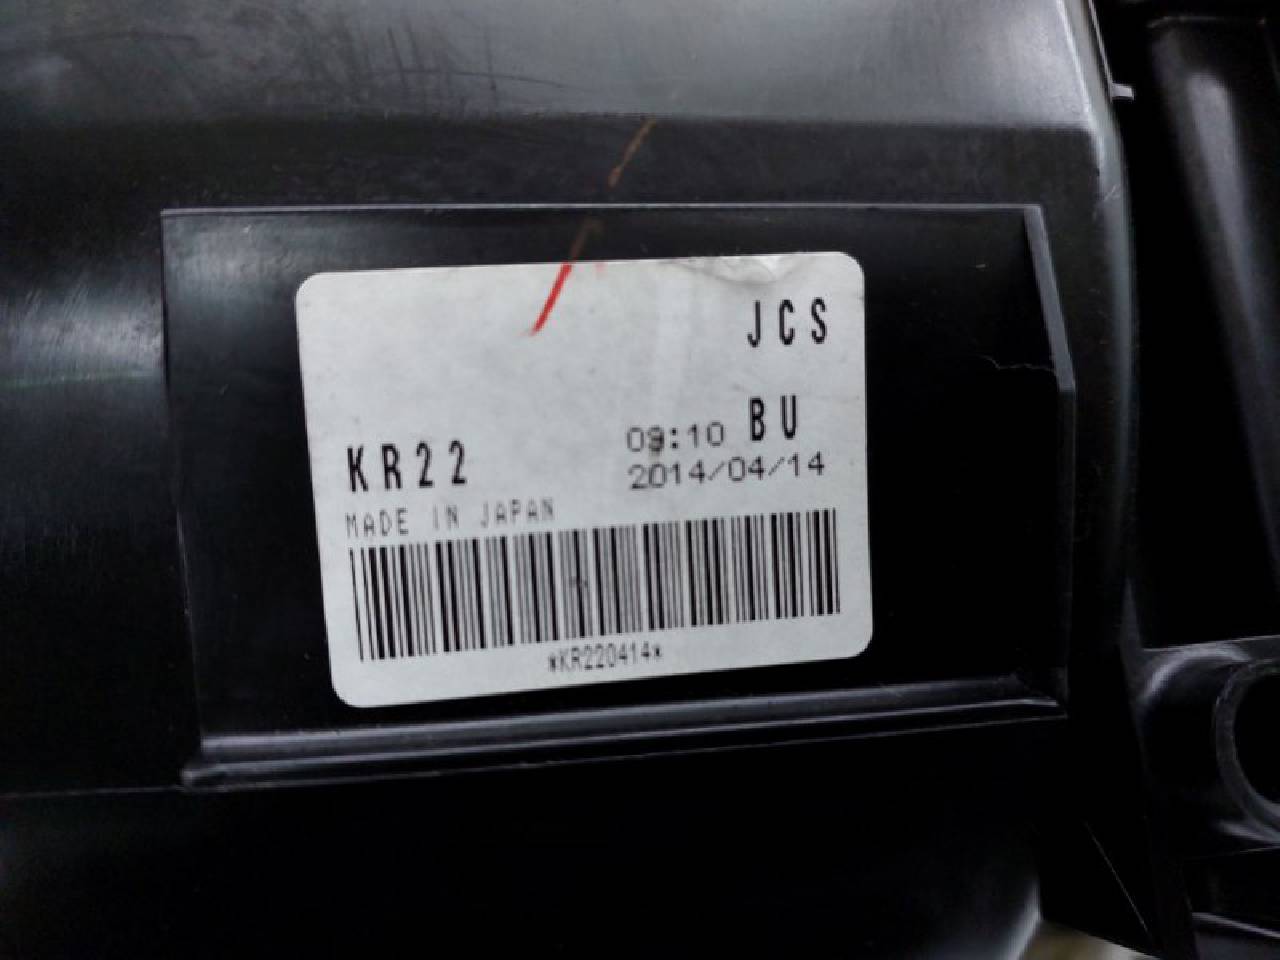 JCS
BU
KR22 09:10
2014/04/14
MADE IN JAPAN
*KR220414*